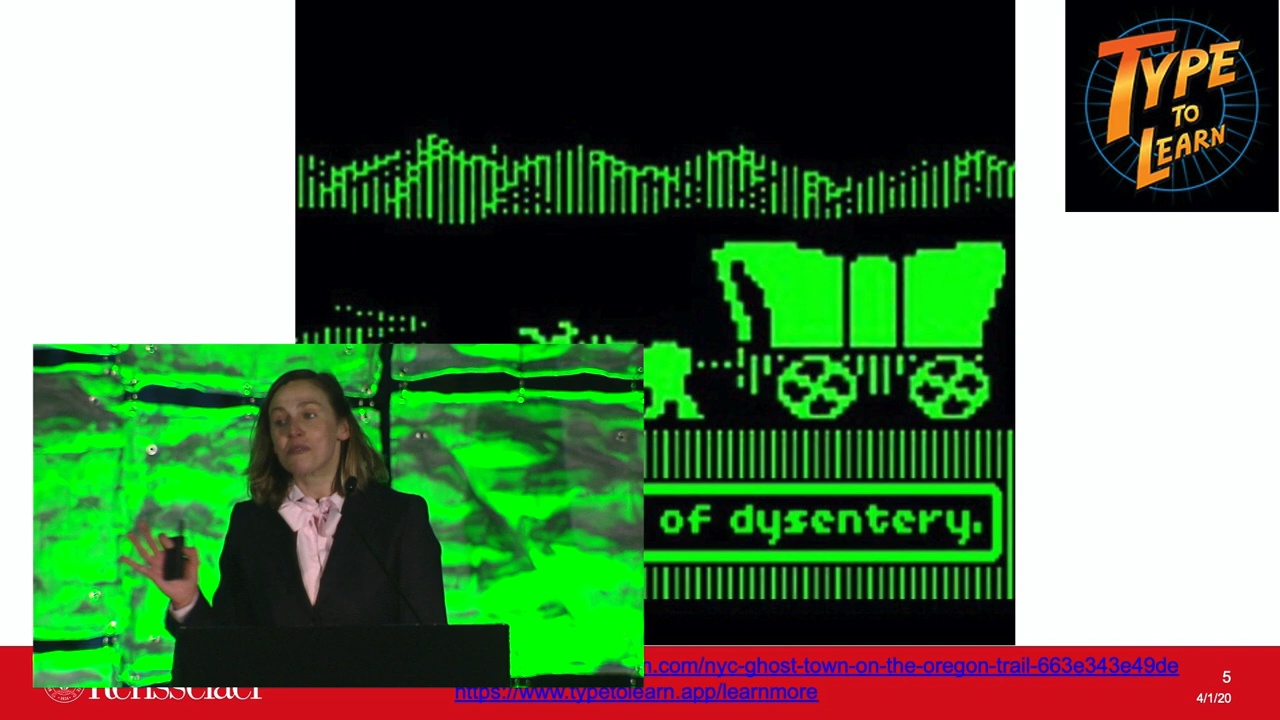 TYPE
TO
LEARN
of dysentery.
.com/nyc-ghost-town-on-the-oregon-trail-663e343e49de
https://www.typetolearn.app/learnmore
Rensselaer
5
4/1/20